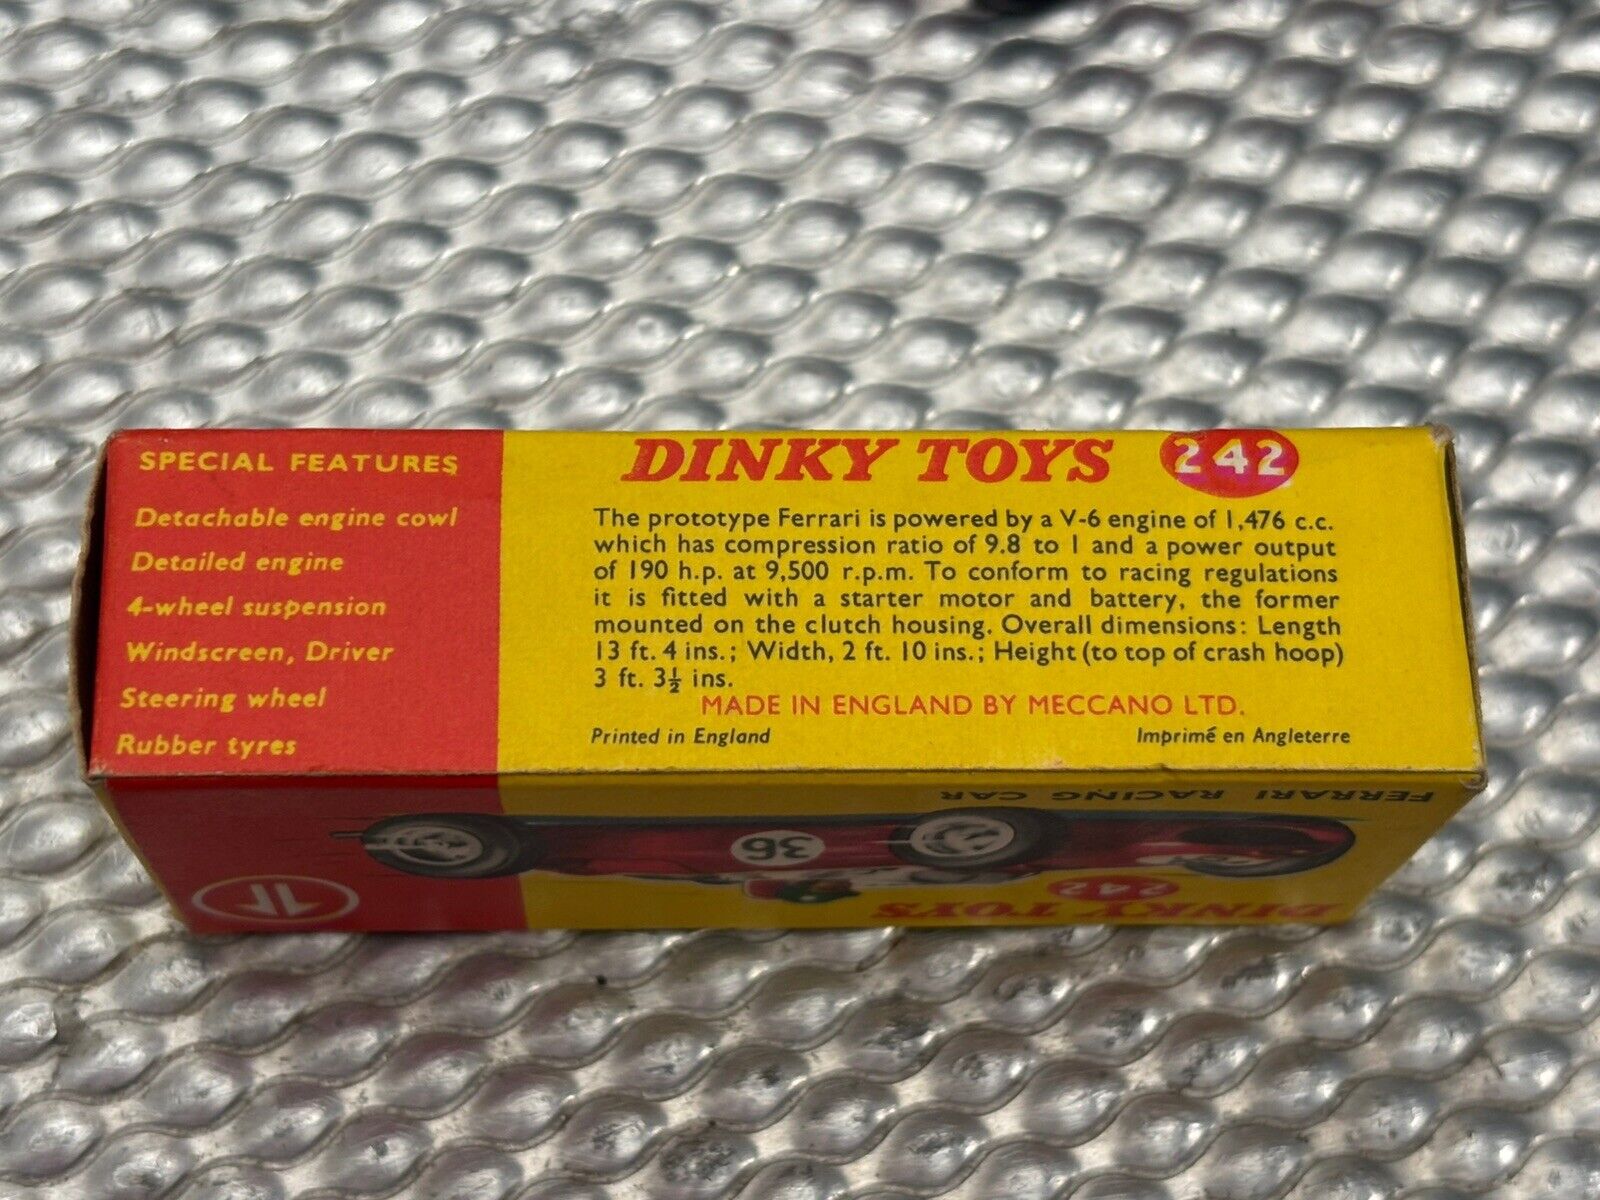 SPECIAL FEATURES
Detachable engine cowl
Detailed engine
4-wheel suspension
Windscreen, Driver
Steering wheel
Rubber tyres
DINKY TOYS 242
The prototype Ferrari is powered by a V-6 engine of 1,476 c.c.
which has compression ratio of 9.8 to 1 and a power output
of 190 h.p. at 9,500 r.p.m. To conform to racing regulations
it is fitted with a starter motor and battery, the former
mounted on the clutch housing. Overall dimensions: Length
13 ft. 4 ins.; Width, 2 ft. 10 ins.; Height (to top of crash hoop)
3 ft. 3½ ins.
MADE IN ENGLAND BY MECCANO LTD.
Printed in England
Imprimé en Angleterre
FERRARI RACING CAR
36
DINKY TOYS 242